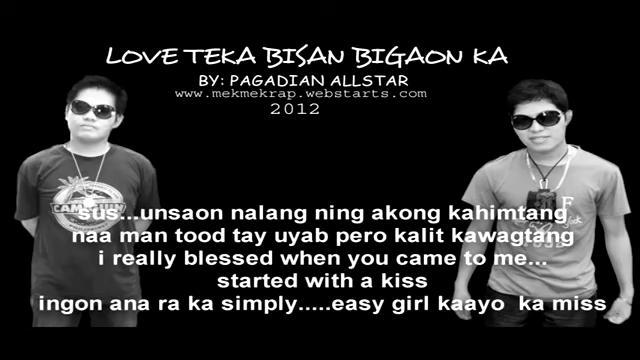 LOVE TEKA BISAN BIGAON KA
BY: PAGADIAN ALLSTAR
www.mekmekrap.webstarts.com
2012
sus...unsaon nalang ning akong kahimtang
naa man tood tay uyab pero kalit kawagtang
i really blessed when you came to me...
started with a kiss
ingon ana ra ka simply.....easy girl kaayo ka miss